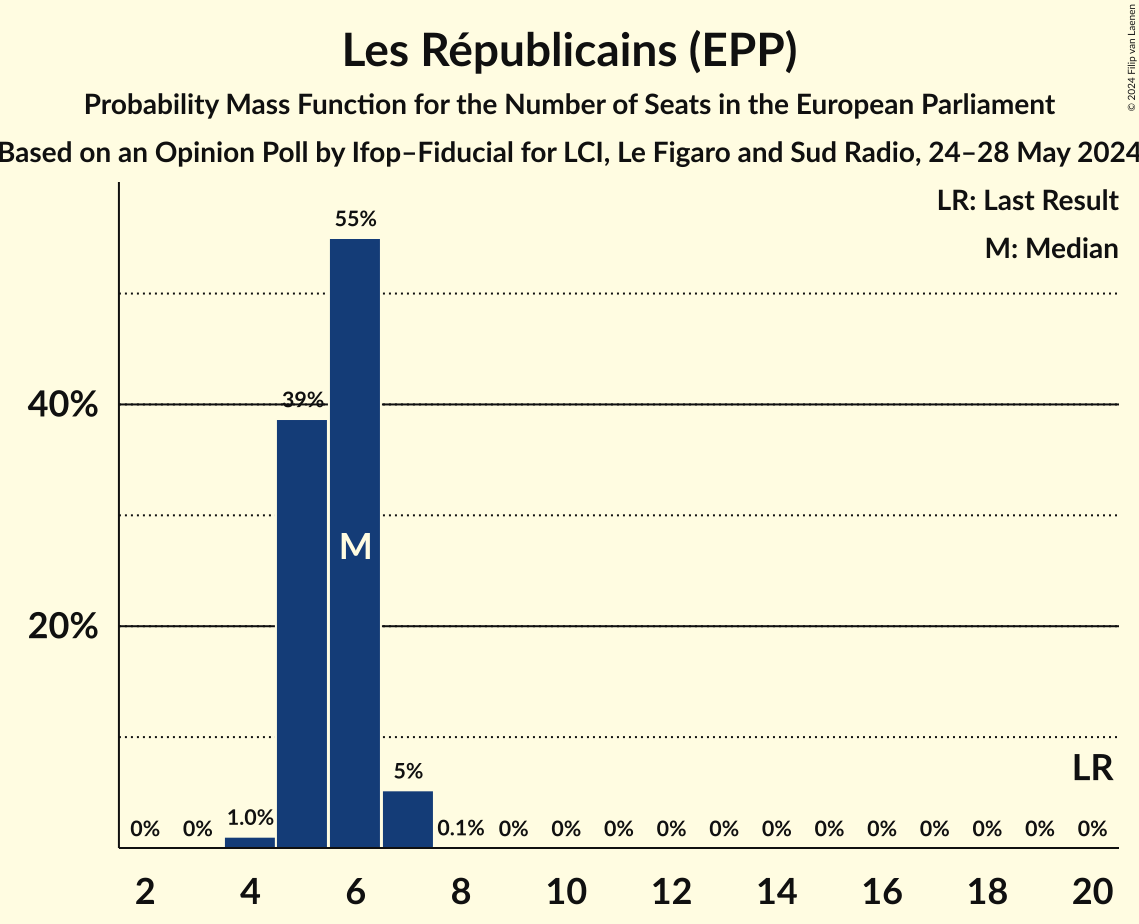 Les Républicains (EPP)
Probability Mass Function for the Number of Seats in the European Parliament
Based on an Opinion Poll by Ifop–Fiducial for LCI, Le Figaro and Sud Radio, 24–28 May 2024
© 2024 Filip van Laenen
LR: Last Result
M: Median
55%
40%
39%
M
20%
LR
5%
0% 0% 1.0% 0.1% 0% 0% 0% 0% 0% 0% 0% 0% 0% 0% 0% 0%
2 4 6 8 10 12 14 16 18 20